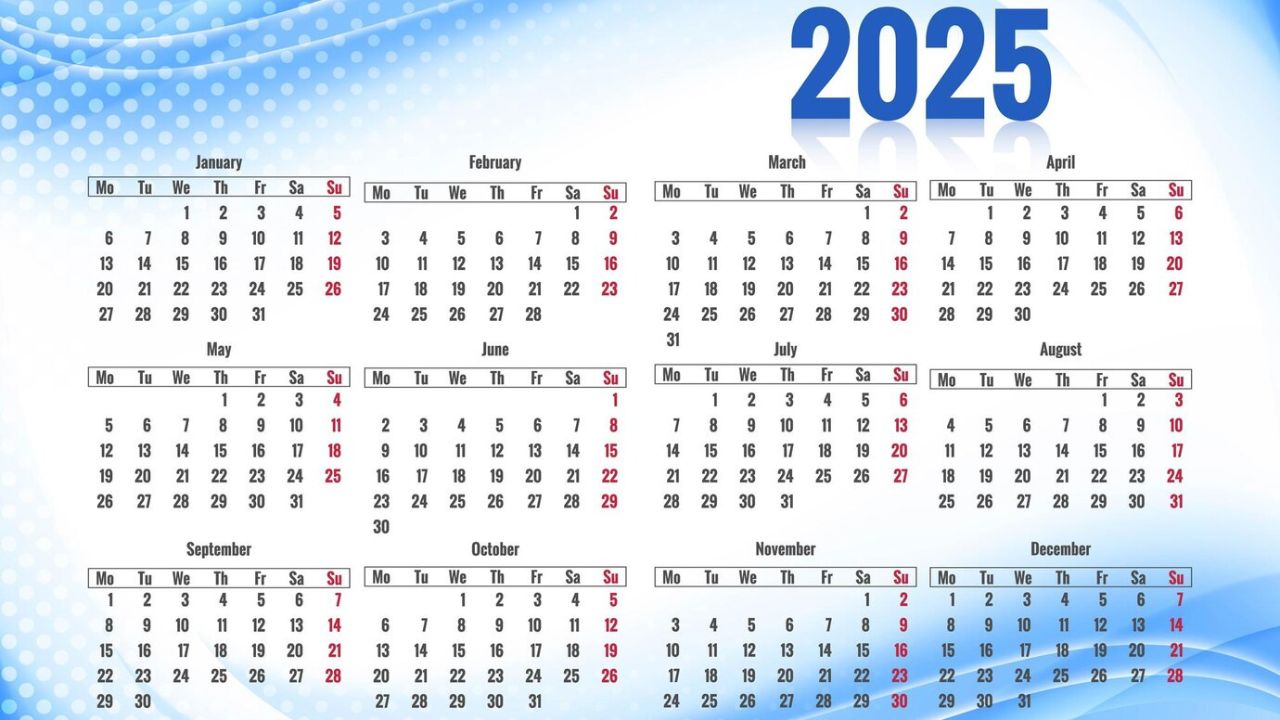 2025
January February March April
Mo Tu We Th Fr Sa Su Mo Tu We Th Fr Sa Su Mo Tu We Th Fr Sa Su Mo Tu We Th Fr Sa Su
1 2 3 4 5 1 2 1 2 1 2 3 4 5 6
6 7 8 9 10 11 12 3 4 5 6 7 8 9 3 4 5 6 7 8 9 7 8 9 10 11 12 13
13 14 15 16 17 18 19 10 11 12 13 14 15 16 10 11 12 13 14 15 16 14 15 16 17 18 19 20
20 21 22 23 24 25 26 17 18 19 20 21 22 23 17 18 19 20 21 22 23 21 22 23 24 25 26 27
27 28 29 30 31 24 25 26 27 28 24 25 26 27 28 29 30 28 29 30
31
May June July August
Mo Tu We Th Fr Sa Su Mo Tu We Th Fr Sa Su Mo Tu We Th Fr Sa Su Mo Tu We Th Fr Sa Su
1 2 3 4 1 1 2 3 4 5 6 1 2 3
5 6 7 8 9 10 11 2 3 4 5 6 7 8 7 8 9 10 11 12 13 4 5 6 7 8 9 10
12 13 14 15 16 17 18 9 10 11 12 13 14 15 14 15 16 17 18 19 20 11 12 13 14 15 16 17
19 20 21 22 23 24 25 16 17 18 19 20 21 22 21 22 23 24 25 26 27 18 19 20 21 22 23 24
26 27 28 29 30 31 23 24 25 26 27 28 29 28 29 30 31 25 26 27 28 29 30 31
30
September October November December
Mo Tu We Th Fr Sa Su Mo Tu We Th Fr Sa Su Mo Tu We Th Fr Sa Su Mo Tu We Th Fr Sa Su
1 2 3 4 5 6 7 1 2 3 4 5 1 2 1 2 3 4 5 6 7
8 9 10 11 12 13 14 6 7 8 9 10 11 12 3 4 5 6 7 8 9 8 9 10 11 12 13 14
15 16 17 18 19 20 21 13 14 15 16 17 18 19 10 11 12 13 14 15 16 15 16 17 18 19 20 21
22 23 24 25 26 27 28 20 21 22 23 24 25 26 17 18 19 20 21 22 23 22 23 24 25 26 27 28
29 30 27 28 29 30 31 24 25 26 27 28 29 30 29 30 31